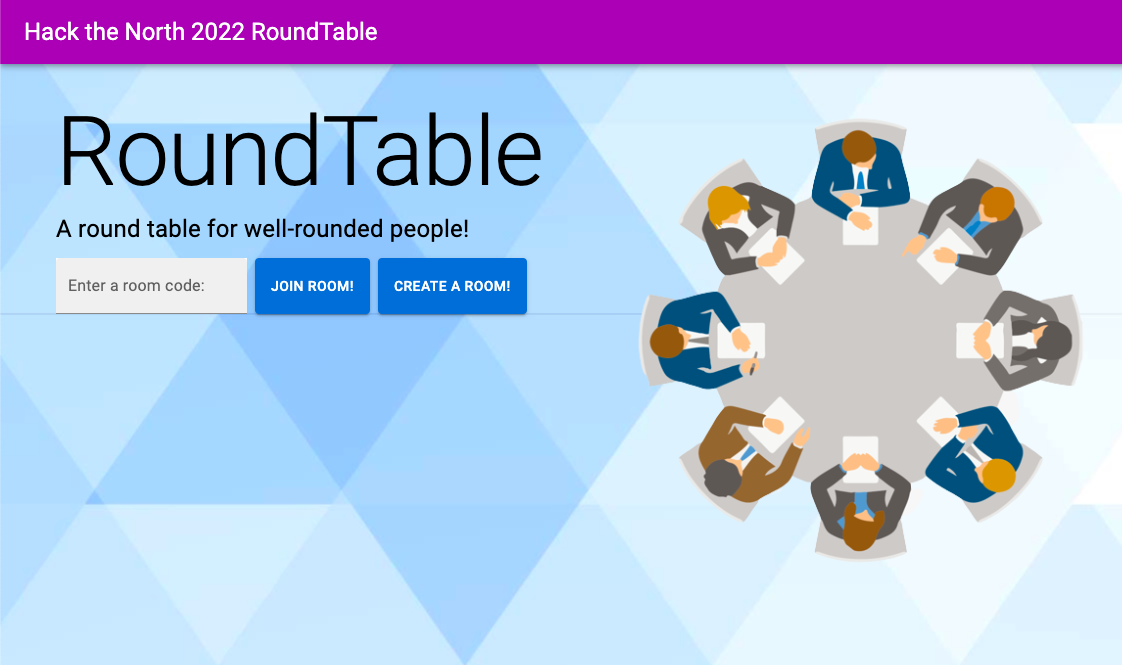 Hack the North 2022 RoundTable
RoundTable
A round table for well-rounded people!
Enter a room code:
JOIN ROOM!
CREATE A ROOM!